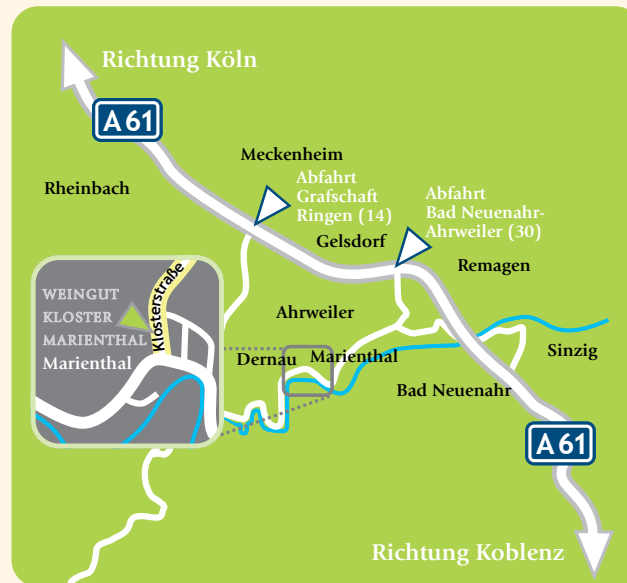 Richtung Köln
A 61
Meckenheim
Rheinbach
Abfahrt
Grafschaft
Ringen (14)
Abfahrt
Bad Neuenahr-
Ahrweiler (30)
Gelsdorf
Remagen
WEINGUT
KLOSTER
MARIENTHAL
Marienthal
Klosterstraße
Ahrweiler
Dernau
Marienthal
Sinzig
Bad Neuenahr
A 61
Richtung Koblenz